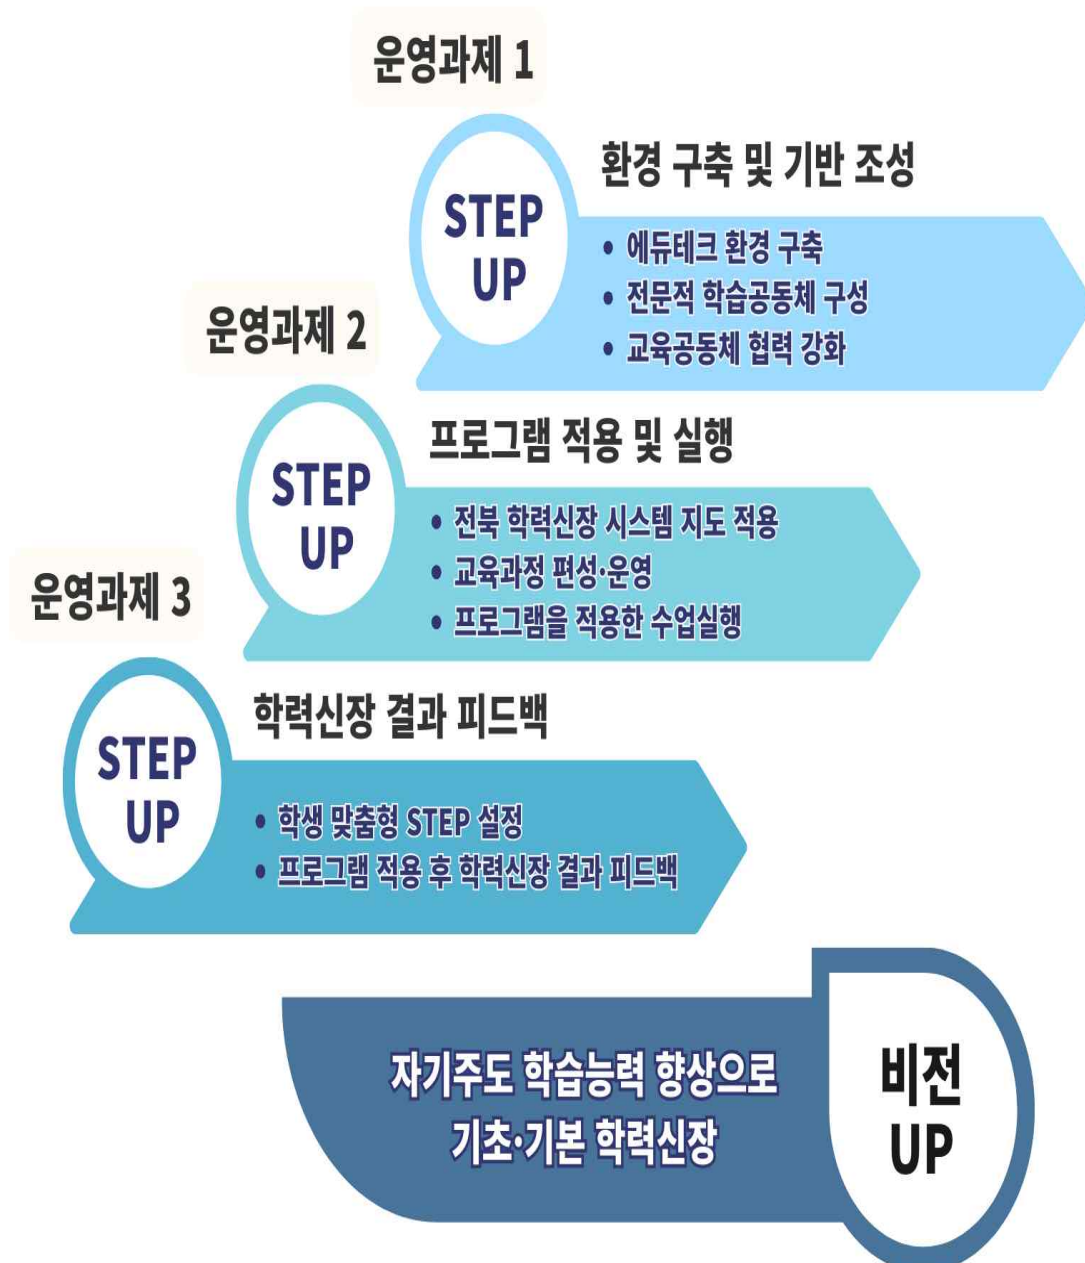 운영과제 1
STEP
UP
환경 구축 및 기반 조성
• 에듀테크 환경 구축
• 전문적 학습공동체 구성
• 교육공동체 협력 강화
운영과제 2
STEP
UP
프로그램 적용 및 실행
• 전북 학력신장 시스템 지도 적용
• 교육과정 편성·운영
• 프로그램을 적용한 수업실행
운영과제 3
STEP
UP
학력신장 결과 피드백
• 학생 맞춤형 STEP 설정
• 프로그램 적용 후 학력신장 결과 피드백
자기주도 학습능력 향상으로
기초·기본 학력신장
비전
UP